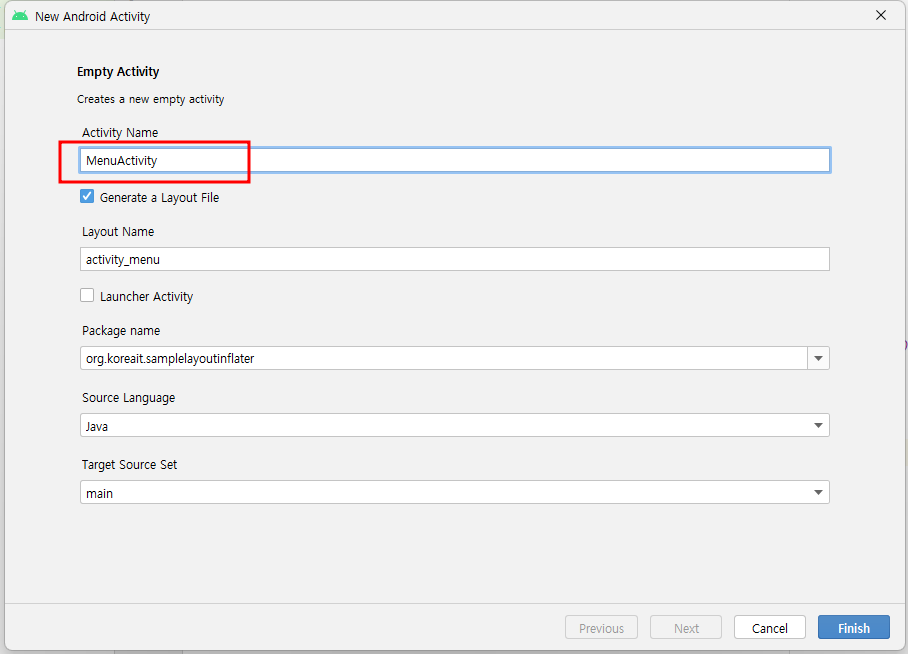 New Android Activity
Empty Activity
Creates a new empty activity
Activity Name
MenuActivity
Generate a Layout File
Layout Name
activity_menu
Launcher Activity
Package name
org.koreait.samplelayoutinflater
Source Language
Java
Target Source Set
main
Previous Next Cancel Finish